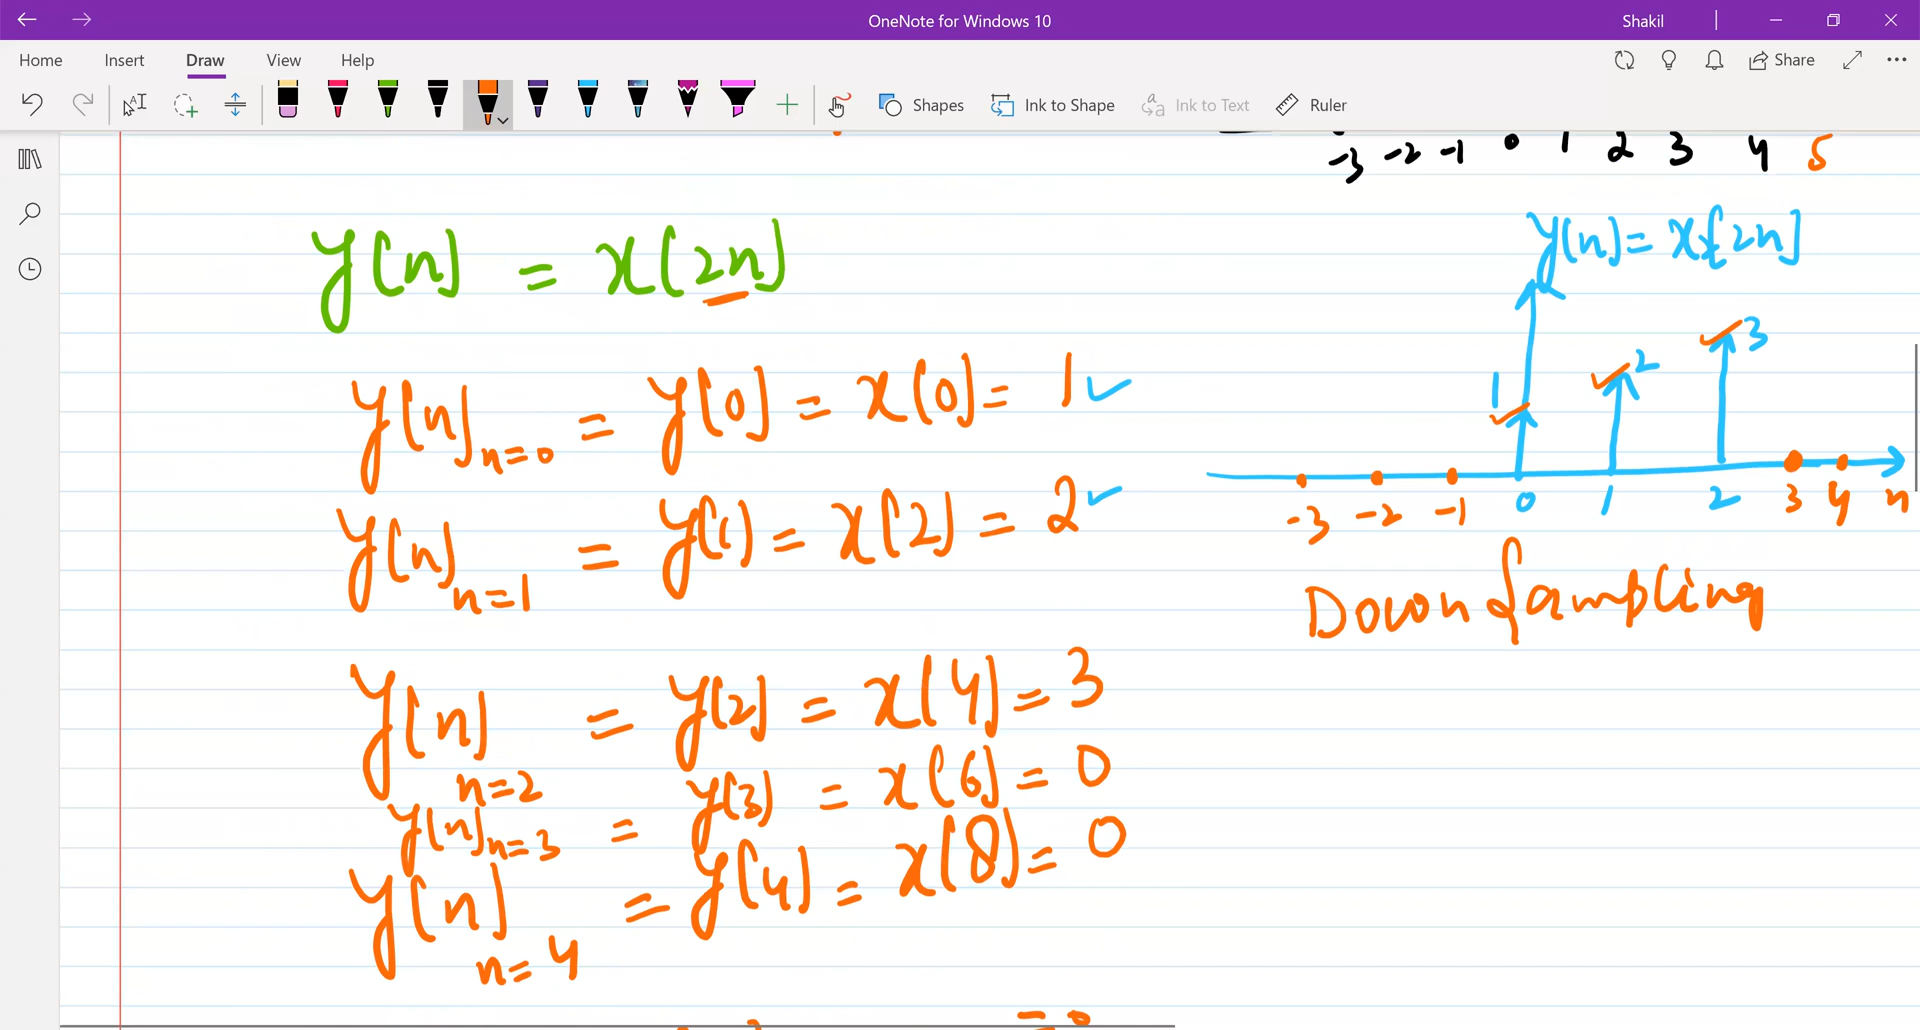 OneNote for Windows 10
Shakil
Home Insert Draw View Help
Share
Shapes Ink to Shape Ink to Text Ruler
-3 -2 -1 0 1 2 3 4 5
y[n] = x[2n]
y[n]n=0 = y[0] = x[0] = 1
y[n]n=1 = y(1) = x[2] = 2
y[n]n=2 = y[2] = x[4] = 3
y[n]n=3 = y(3) = x[6] = 0
y[n]n=4 = y[4] = x[8] = 0
y[n] = x[2n]
1 2 3
-3 -2 -1 0 1 2 3 4 n
Down Sampling